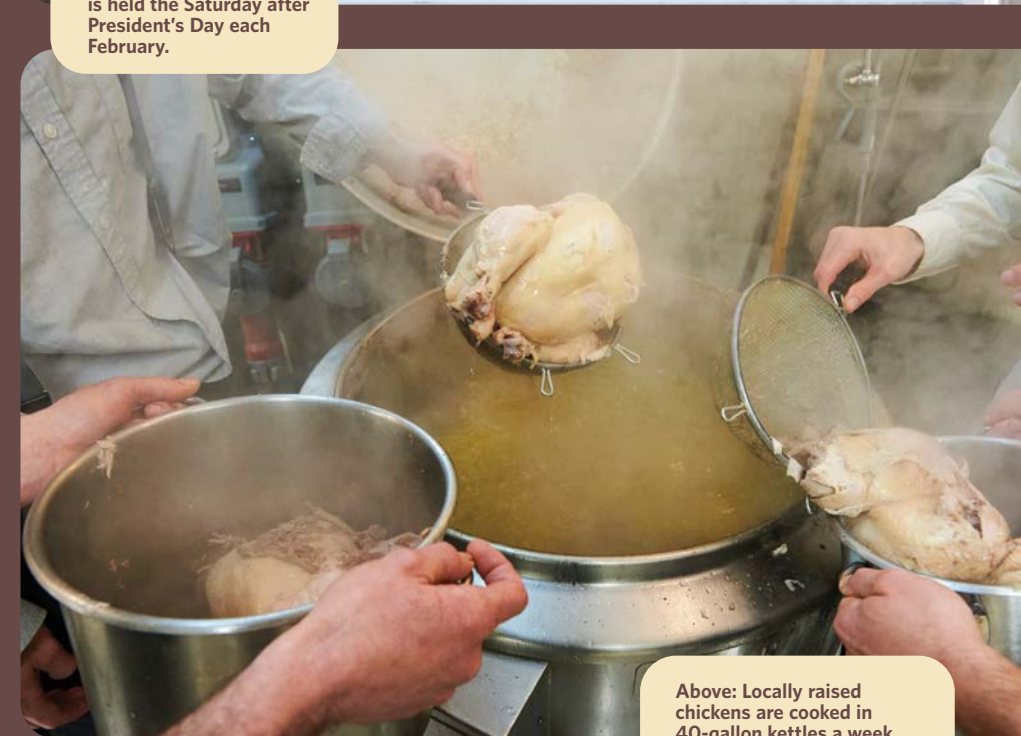 is held the Saturday after
President's Day each
February.
Above: Locally raised
chickens are cooked in
40-gallon kettles a week